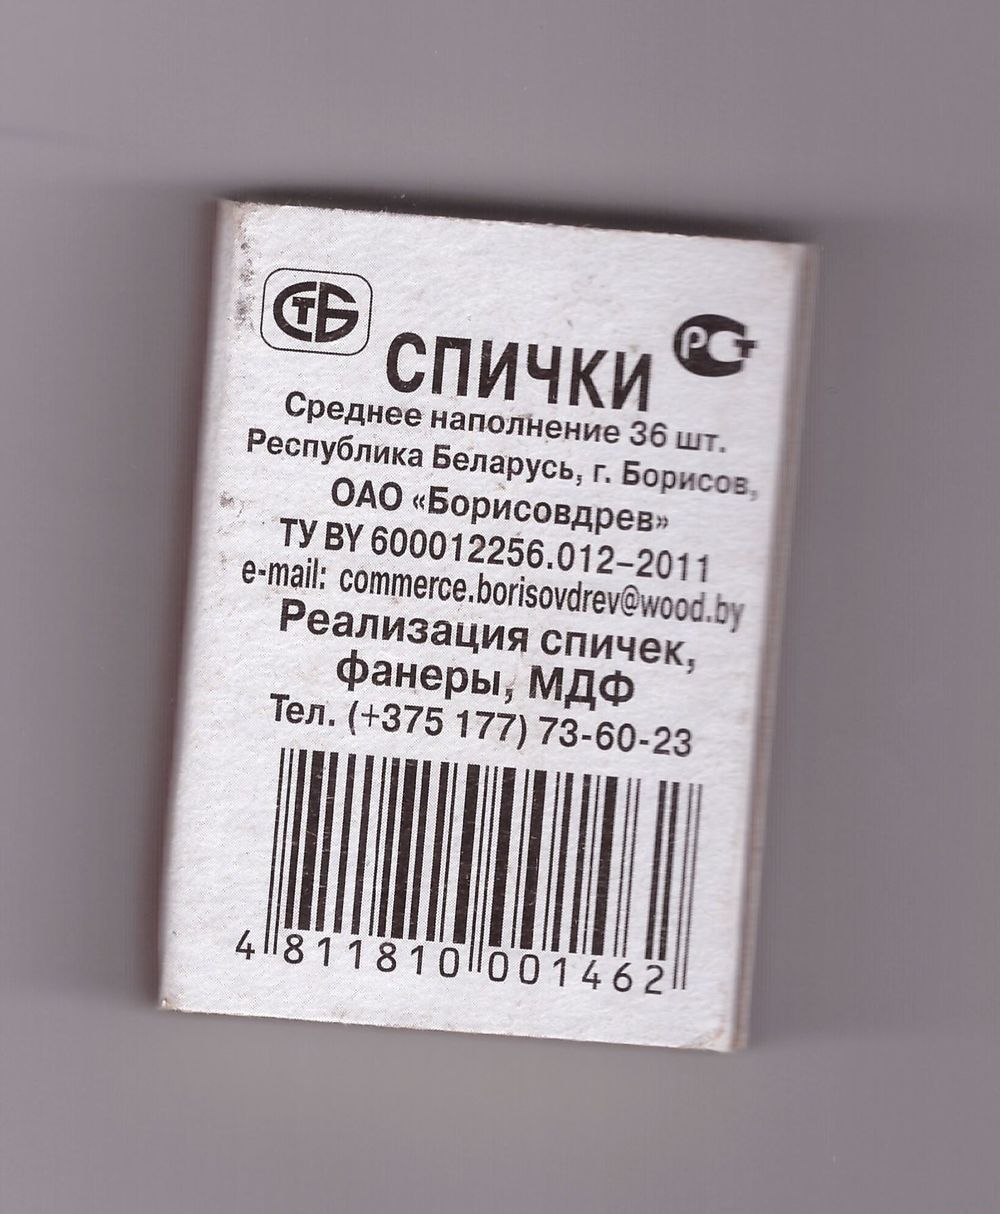 СТБ
РСт
СПИЧКИ
Среднее наполнение 36 шт.
Республика Беларусь, г. Борисов,
ОАО «Борисовдрев»
ТУ BY 600012256.012–2011
e-mail: commerce.borisovdrev@wood.by
Реализация спичек,
фанеры, МДФ
Тел. (+375 177) 73-60-23
4 811810 001462